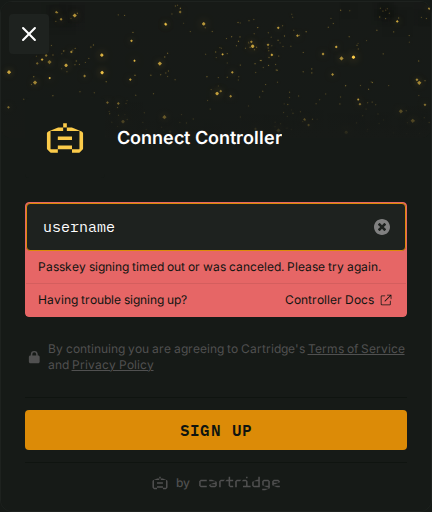 Connect Controller
username
Passkey signing timed out or was canceled. Please try again.
Having trouble signing up? Controller Docs
By continuing you are agreeing to Cartridge's Terms of Service
and Privacy Policy
SIGN UP
by cartridge